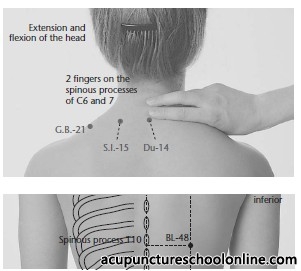 Extension and
flexion of the head
2 fingers on the
spinous processes
of C6 and 7
G.B.-21
S.I.-15
Du-14
inferior
Spinous process T10
BL-48
acupunctureschoolonline.com